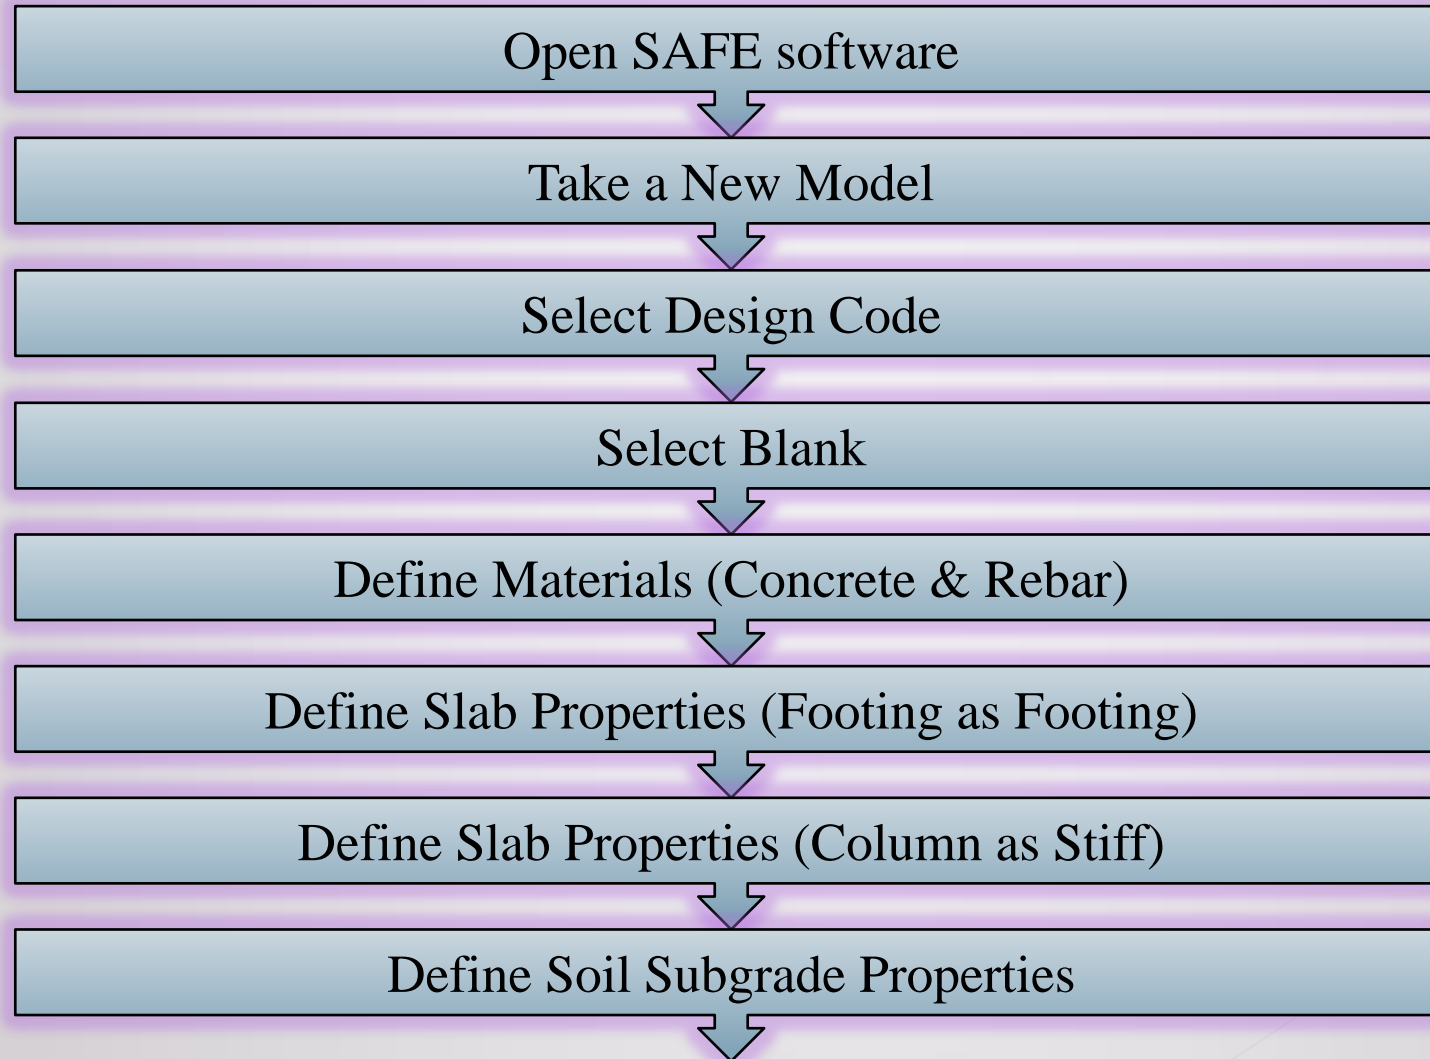 Open SAFE software
Take a New Model
Select Design Code
Select Blank
Define Materials (Concrete & Rebar)
Define Slab Properties (Footing as Footing)
Define Slab Properties (Column as Stiff)
Define Soil Subgrade Properties